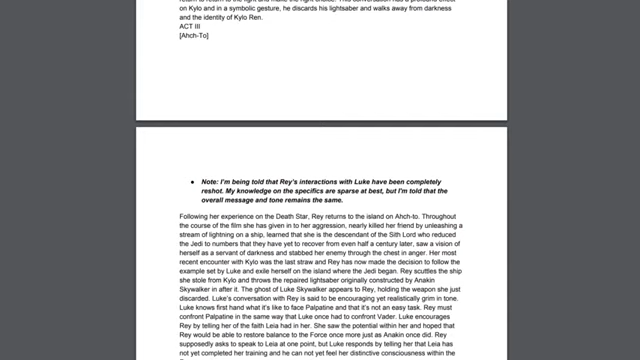 return to return to the light and make the right choice. This conversation has a profound effect
on Kylo and in a symbolic gesture, he discards his lightsaber and walks away from darkness
and the identity of Kylo Ren.
ACT III
[Ahch-To]
● Note: I'm being told that Rey's interactions with Luke have been completely
reshot. My knowledge on the specifics are sparse at best, but I'm told that the
overall message and tone remains the same.
Following her experience on the Death Star, Rey returns to the island on Ahch-to. Throughout
the course of the film she has given in to her aggression, nearly killed her friend by unleashing a
stream of lightning on a ship, learned that she is the descendant of the Sith Lord who reduced
the Jedi to numbers that they have yet to recover from even half a century later, saw a vision of
herself as a servant of darkness and stabbed her enemy through the chest in anger. Her most
recent encounter with Kylo was the last straw and Rey has now made the decision to follow the
example set by Luke and exile herself on the island where the Jedi began. Rey scuttles the ship
she stole from Kylo and throws the repaired lightsaber originally constructed by Anakin
Skywalker in after it. The ghost of Luke Skywalker appears to Rey, holding the weapon she just
discarded. Luke's conversation with Rey is said to be encouraging yet realistically grim in tone.
Luke knows first hand what it's like to face Palpatine and that it's not an easy task. Rey must
confront Palpatine in the same way that Luke once had to confront Vader. Luke encourages
Rey by telling her of the faith Leia had in her. She saw the potential within her and hoped that
Rey would be able to restore balance to the Force once more just as Anakin once did. Rey
supposedly asks to speak to Leia at one point, but Luke responds by telling her that Leia has
not yet completed her training and he can not yet feel her distinctive consciousness within the